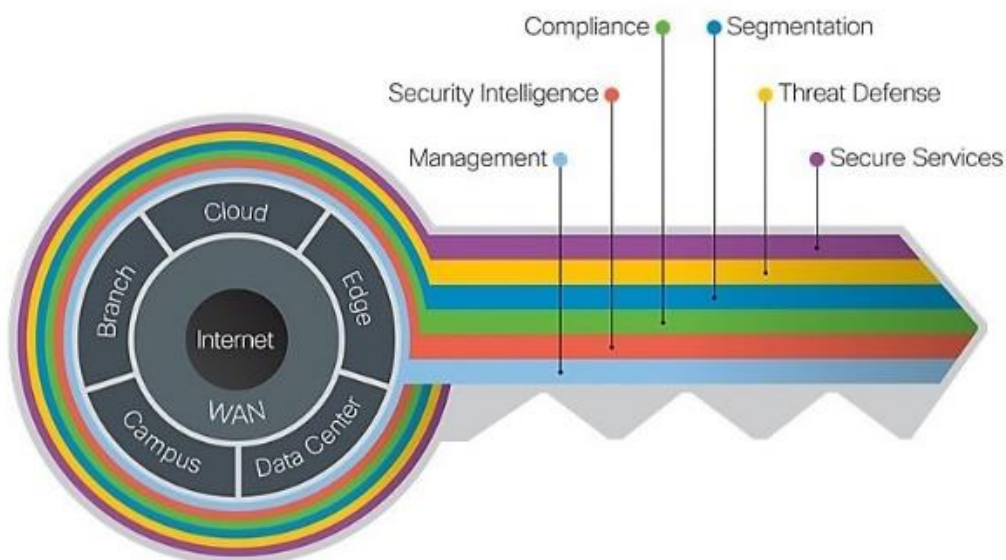 Compliance
Segmentation
Security Intelligence
Threat Defense
Management
Secure Services
Cloud
Branch
Edge
Internet
WAN
Campus
Data Center